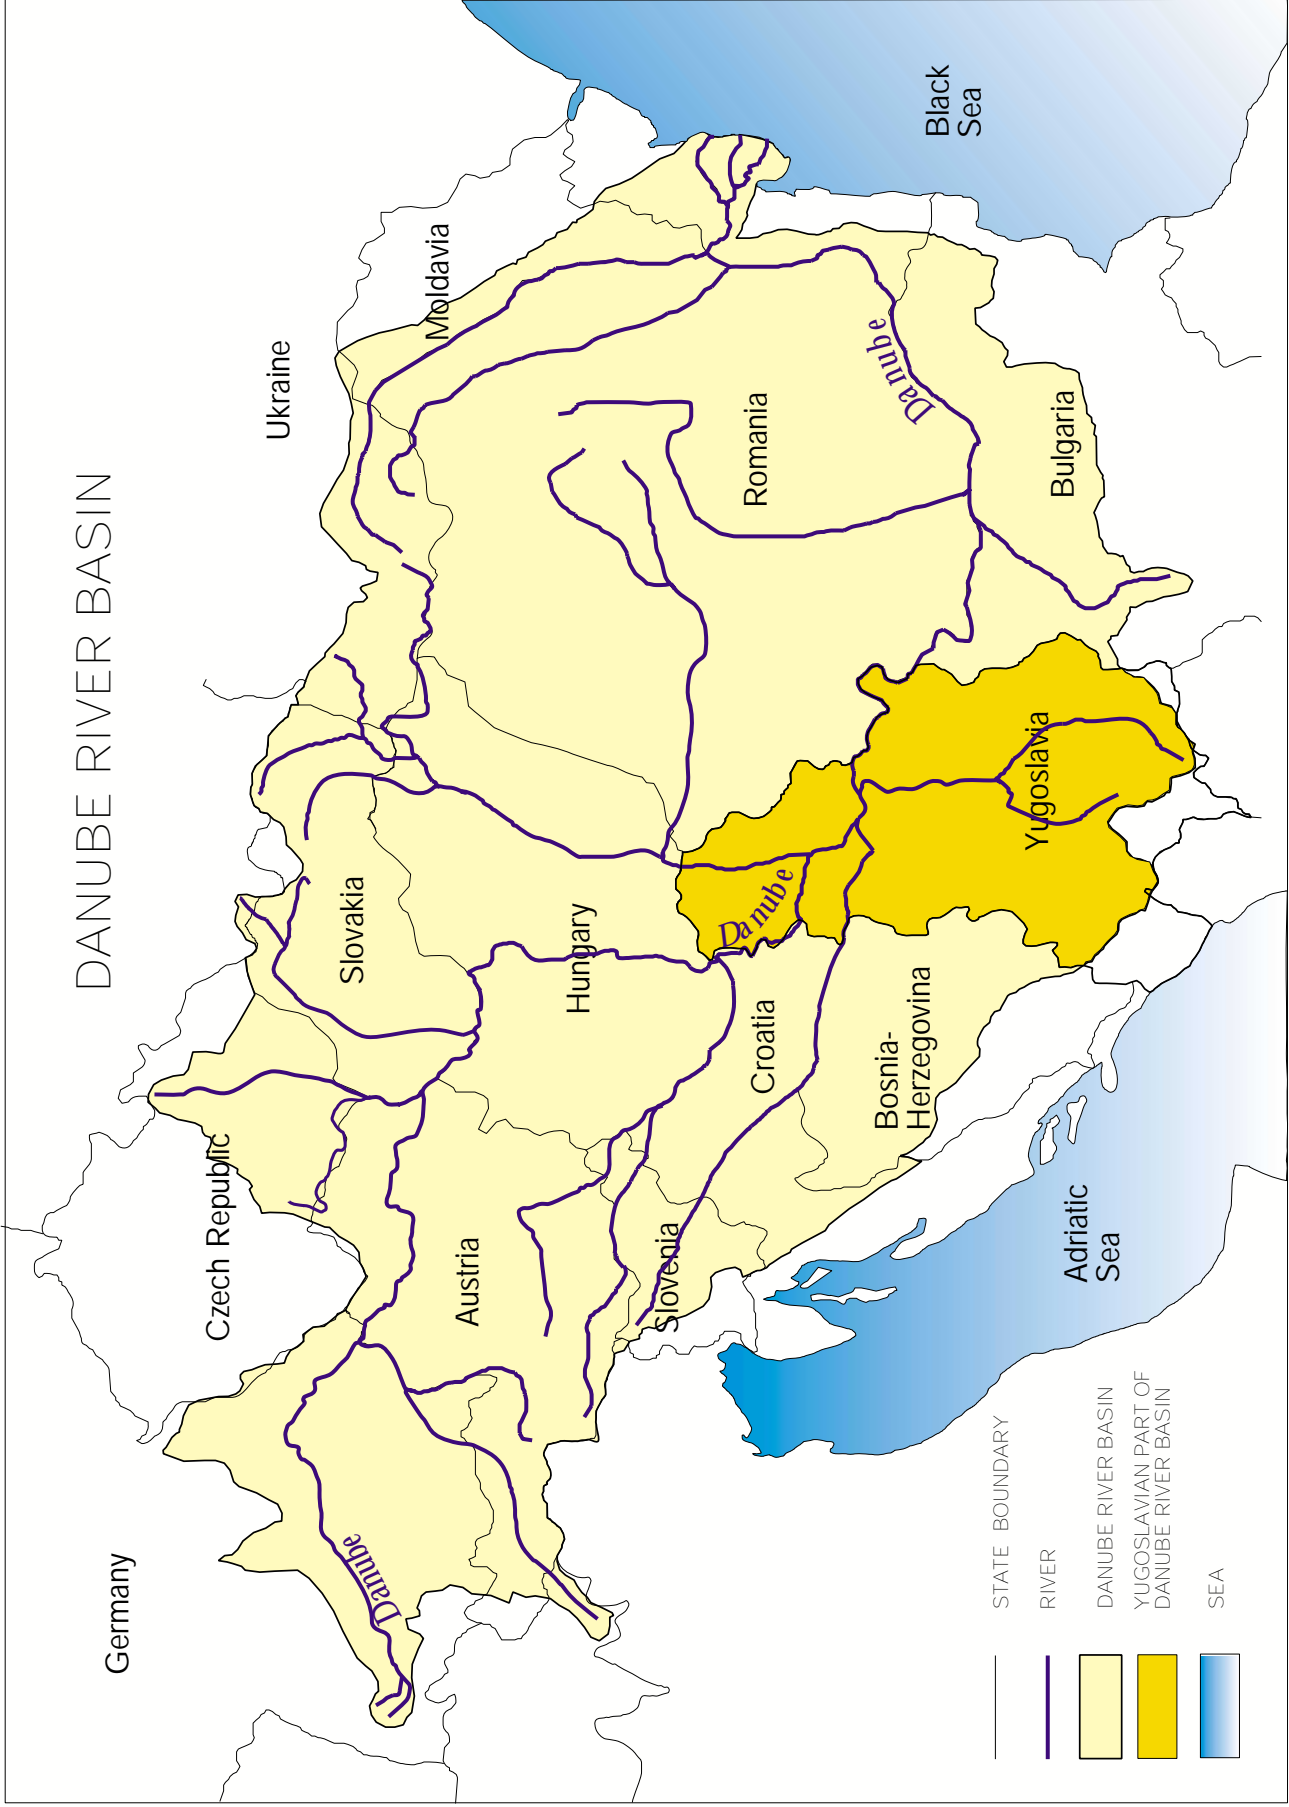 DANUBE RIVER BASIN
Germany
Czech Republic
Ukraine
Slovakia
Moldavia
Danube
Austria
Hungary
Slovenia
Croatia
Romania
Danube
Danube
Bosnia-
Herzegovina
Yugoslavia
Bulgaria
Black
Sea
Adriatic
Sea
STATE BOUNDARY
RIVER
DANUBE RIVER BASIN
YUGOSLAVIAN PART OF
DANUBE RIVER BASIN
SEA